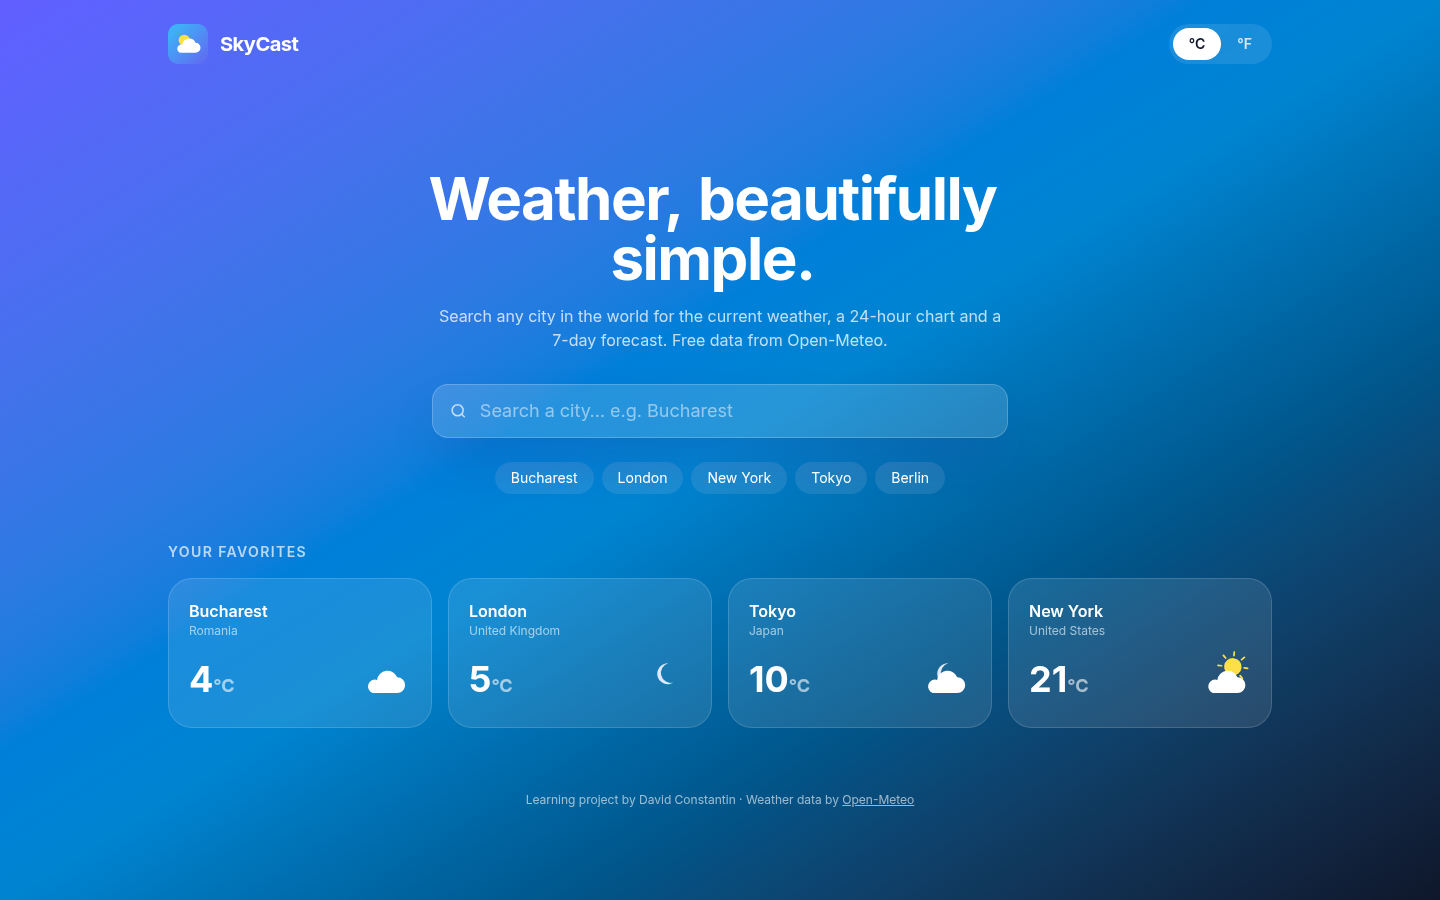 SkyCast
°C °F
Weather, beautifully
simple.
Search any city in the world for the current weather, a 24-hour chart and a
7-day forecast. Free data from Open-Meteo.
Search a city... e.g. Bucharest
Bucharest London New York Tokyo Berlin
YOUR FAVORITES
Bucharest
Romania
4°C
London
United Kingdom
5°C
Tokyo
Japan
10°C
New York
United States
21°C
Learning project by David Constantin · Weather data by Open-Meteo